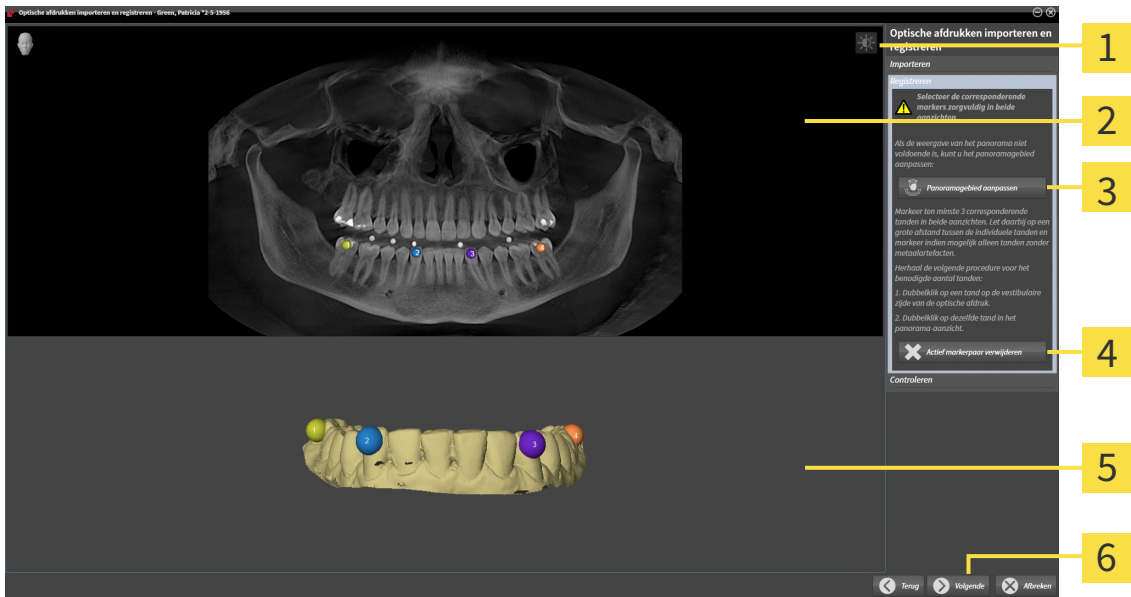 Optische afdrukken importeren en registreren - Green, Patricia *2-5-1956
Optische afdrukken importeren en
registreren
Importeren
Registreren
Selecteer de corresponderende
markers zorgvuldig in beide
aanzichten
Als de weergave van het panorama niet
voldoende is, kunt u het panoramagebied
aanpassen:
Panoramagebied aanpassen
Markeer ten minste 3 corresponderende
tanden in beide aanzichten. Let daarbij op een
grote afstand tussen de individuele tanden en
markeer indien mogelijk alleen tanden zonder
metaalartefacten.
Herhaal de volgende procedure voor het
benodigde aantal tanden:
1. Dubbelklik op een tand op de vestibulaire
zijde van de optische afdruk.
2. Dubbelklik op dezelfde tand in het
panorama-aanzicht.
Actief markerpaar verwijderen
Controleren
Terug
Volgende
Afbreken
1
2
3
4
5
6
1
2
3
4
1
2
3
4